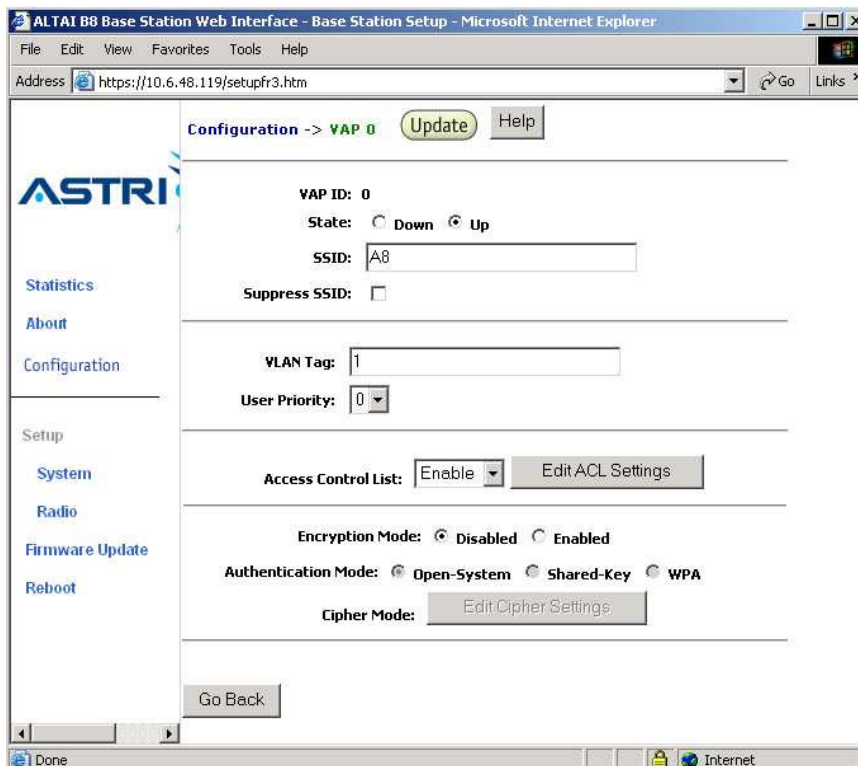 ALTAI B8 Base Station Web Interface - Base Station Setup - Microsoft Internet Explorer
File Edit View Favorites Tools Help
Address https://10.6.48.119/setupfr3.htm Go Links
ASTRI
Statistics
About
Configuration
Setup
System
Radio
Firmware Update
Reboot
Configuration -> VAP 0 Update Help
VAP ID: 0
State: Down Up
SSID: A8
Suppress SSID:
VLAN Tag: 1
User Priority: 0
Access Control List: Enable Edit ACL Settings
Encryption Mode: Disabled Enabled
Authentication Mode: Open-System Shared-Key WPA
Cipher Mode: Edit Cipher Settings
Go Back
Done Internet